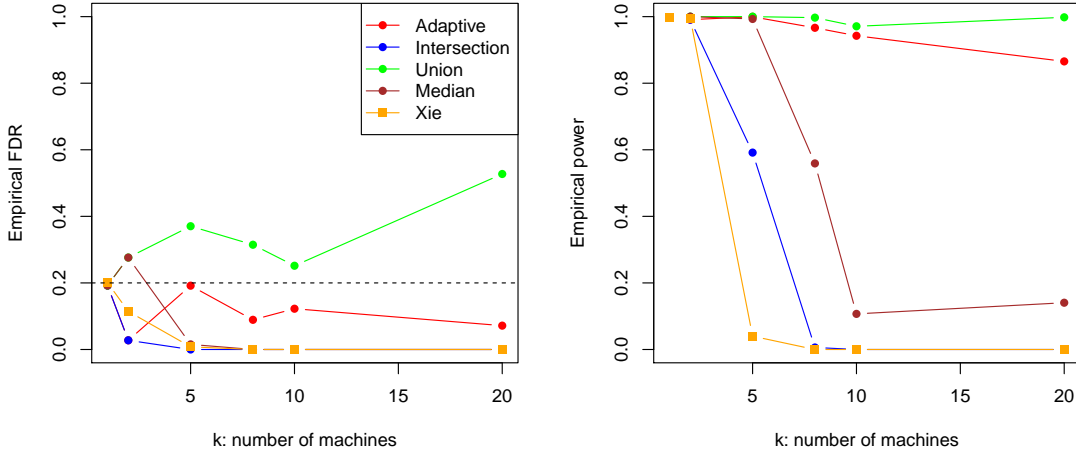 Empirical FDR
0.0
0.2
0.4
0.6
0.8
1.0
Adaptive
Intersection
Union
Median
Xie
5
10
15
20
k: number of machines
Empirical power
0.0
0.2
0.4
0.6
0.8
1.0
5
10
15
20
k: number of machines